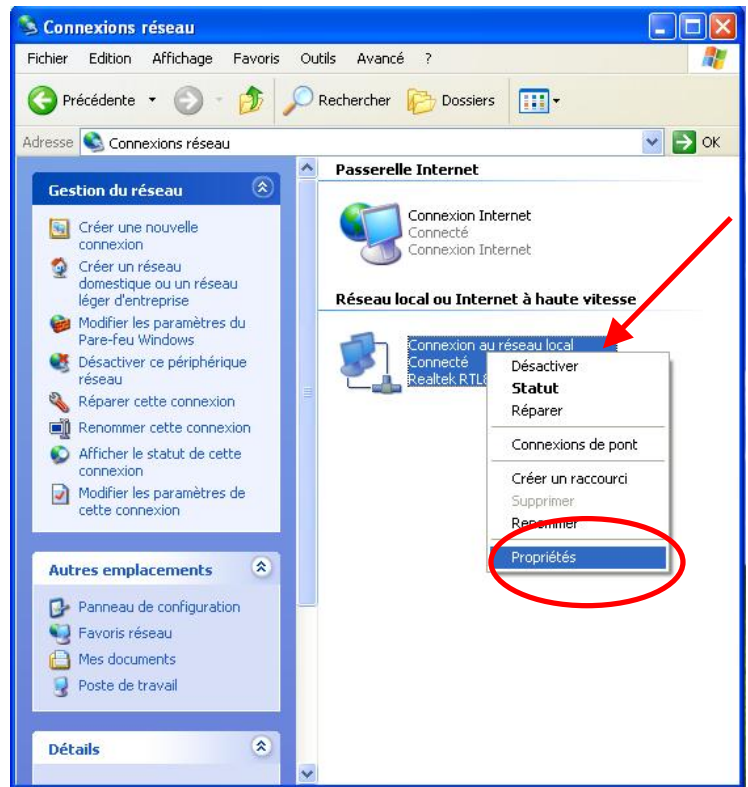 Connexions réseau
Fichier Edition Affichage Favoris Outils Avancé ?
Précédente Rechercher Dossiers
Adresse Connexions réseau OK
Gestion du réseau
Créer une nouvelle
connexion
Créer un réseau
domestique ou un réseau
léger d'entreprise
Modifier les paramètres du
Pare-feu Windows
Désactiver ce périphérique
réseau
Réparer cette connexion
Renommer cette connexion
Afficher le statut de cette
connexion
Modifier les paramètres de
cette connexion
Autres emplacements
Panneau de configuration
Favoris réseau
Mes documents
Poste de travail
Détails
Passerelle Internet
Connexion Internet
Connecté
Connexion Internet
Réseau local ou Internet à haute vitesse
Connexion au réseau local
Connecté
Realtek
Désactiver
Statut
Réparer
Connexions de pont
Créer un raccourci
Supprimer
Renommer
Propriétés